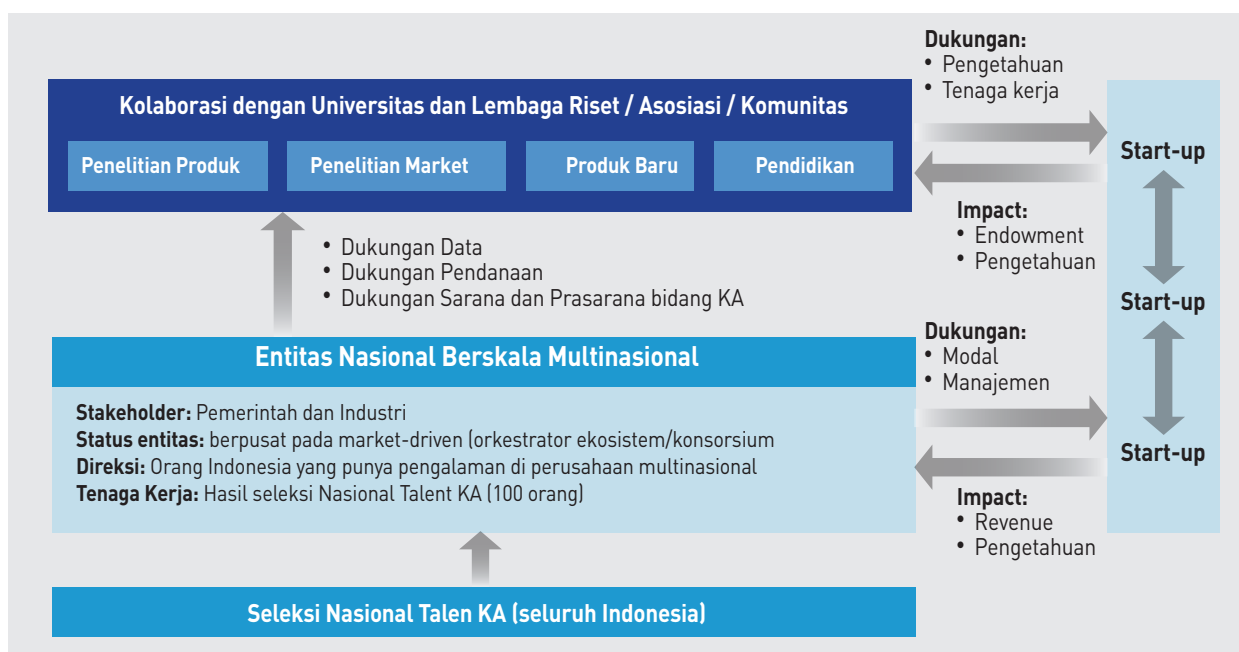 Dukungan:
• Pengetahuan
• Tenaga kerja
Kolaborasi dengan Universitas dan Lembaga Riset / Asosiasi / Komunitas
Penelitian Produk
Penelitian Market
Produk Baru
Pendidikan
Start-up
Impact:
• Endowment
• Pengetahuan
• Dukungan Data
• Dukungan Pendanaan
• Dukungan Sarana dan Prasarana bidang KA
Start-up
Dukungan:
• Modal
• Manajemen
Entitas Nasional Berskala Multinasional
Stakeholder: Pemerintah dan Industri
Status entitas: berpusat pada market-driven (orkestrator ekosistem/konsorsium
Direksi: Orang Indonesia yang punya pengalaman di perusahaan multinasional
Tenaga Kerja: Hasil seleksi Nasional Talent KA (100 orang)
Start-up
Impact:
• Revenue
• Pengetahuan
Seleksi Nasional Talen KA (seluruh Indonesia)